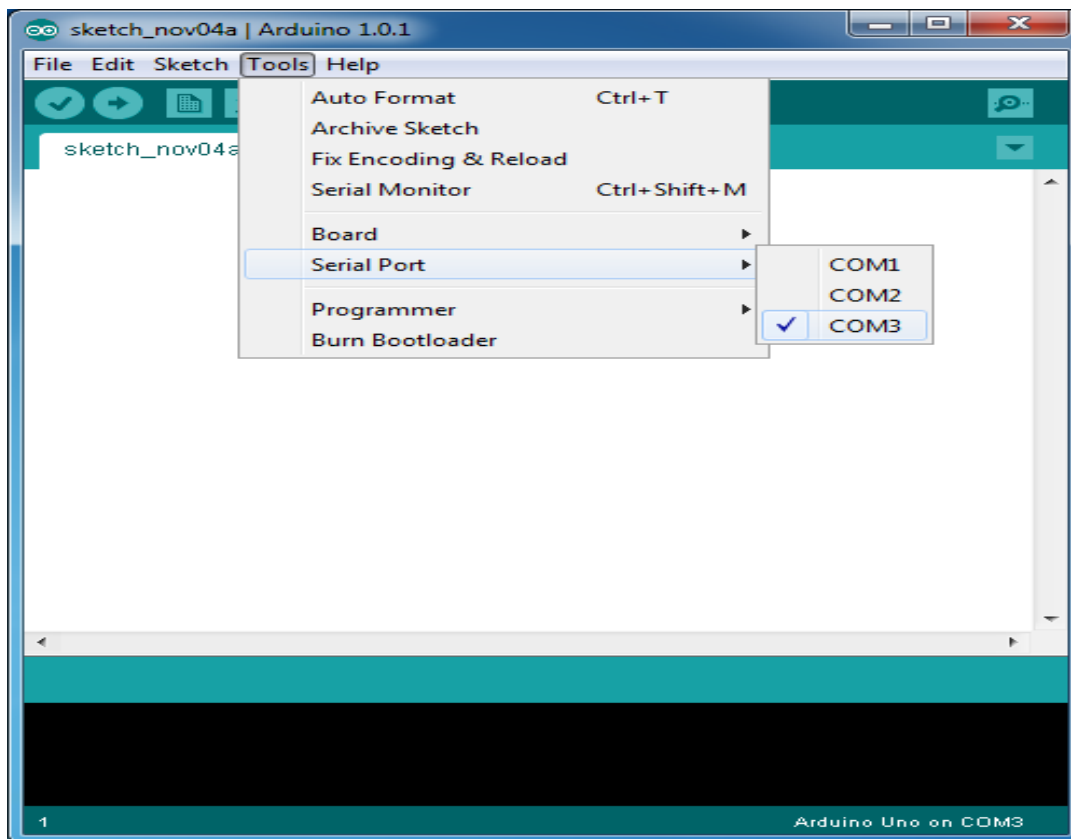 sketch_nov04a | Arduino 1.0.1
File Edit Sketch Tools Help
sketch_nov04a
Auto Format Ctrl+T
Archive Sketch
Fix Encoding & Reload
Serial Monitor Ctrl+Shift+M
Board
Serial Port
Programmer
Burn Bootloader
COM1
COM2
COM3
1 Arduino Uno on COM3